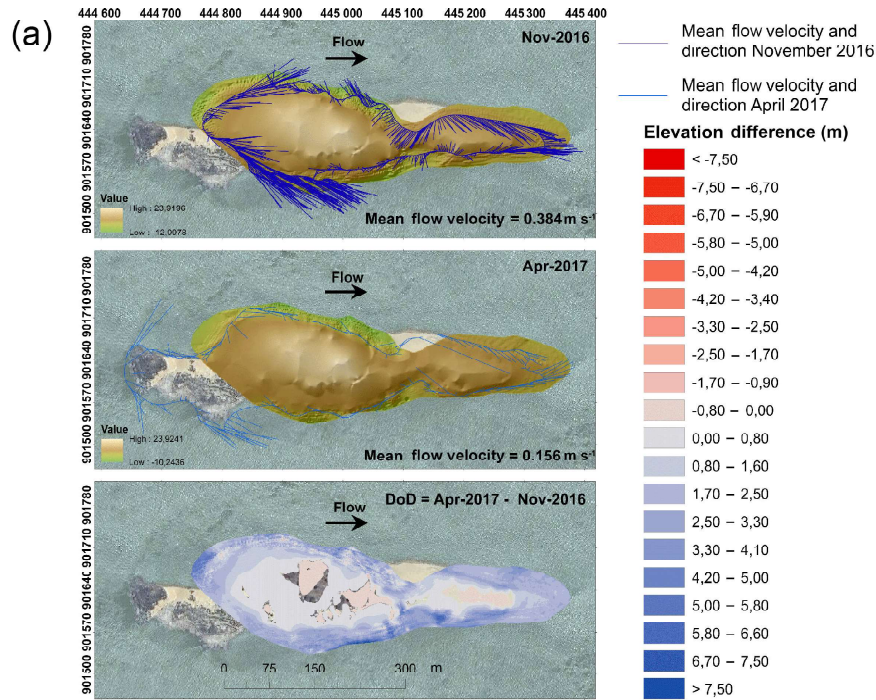 (a)
444 600 444 700 444 800 444 900 445 000 445 100 445 200 445 300 445 400
901500 901570 901640 901710 901780
Nov-2016
Flow
Value
High : 23,9196
Low : -12,0073
Mean flow velocity = 0.384 m s⁻¹
901500 901570 901640 901710 901780
Apr-2017
Flow
Value
High : 23,9241
Low : -10,2436
Mean flow velocity = 0.156 m s⁻¹
901500 901570 901640 901710 901780
DoD = Apr-2017 - Nov-2016
Flow
0 75 150 300 m
Mean flow velocity and
direction November 2016
Mean flow velocity and
direction April 2017
Elevation difference (m)
< -7,50
-7,50 – -6,70
-6,70 – -5,90
-5,80 – -5,00
-5,00 – -4,20
-4,20 – -3,40
-3,30 – -2,50
-2,50 – -1,70
-1,70 – -0,90
-0,80 – 0,00
0,00 – 0,80
0,80 – 1,60
1,70 – 2,50
2,50 – 3,30
3,30 – 4,10
4,20 – 5,00
5,00 – 5,80
5,80 – 6,60
6,70 – 7,50
> 7,50